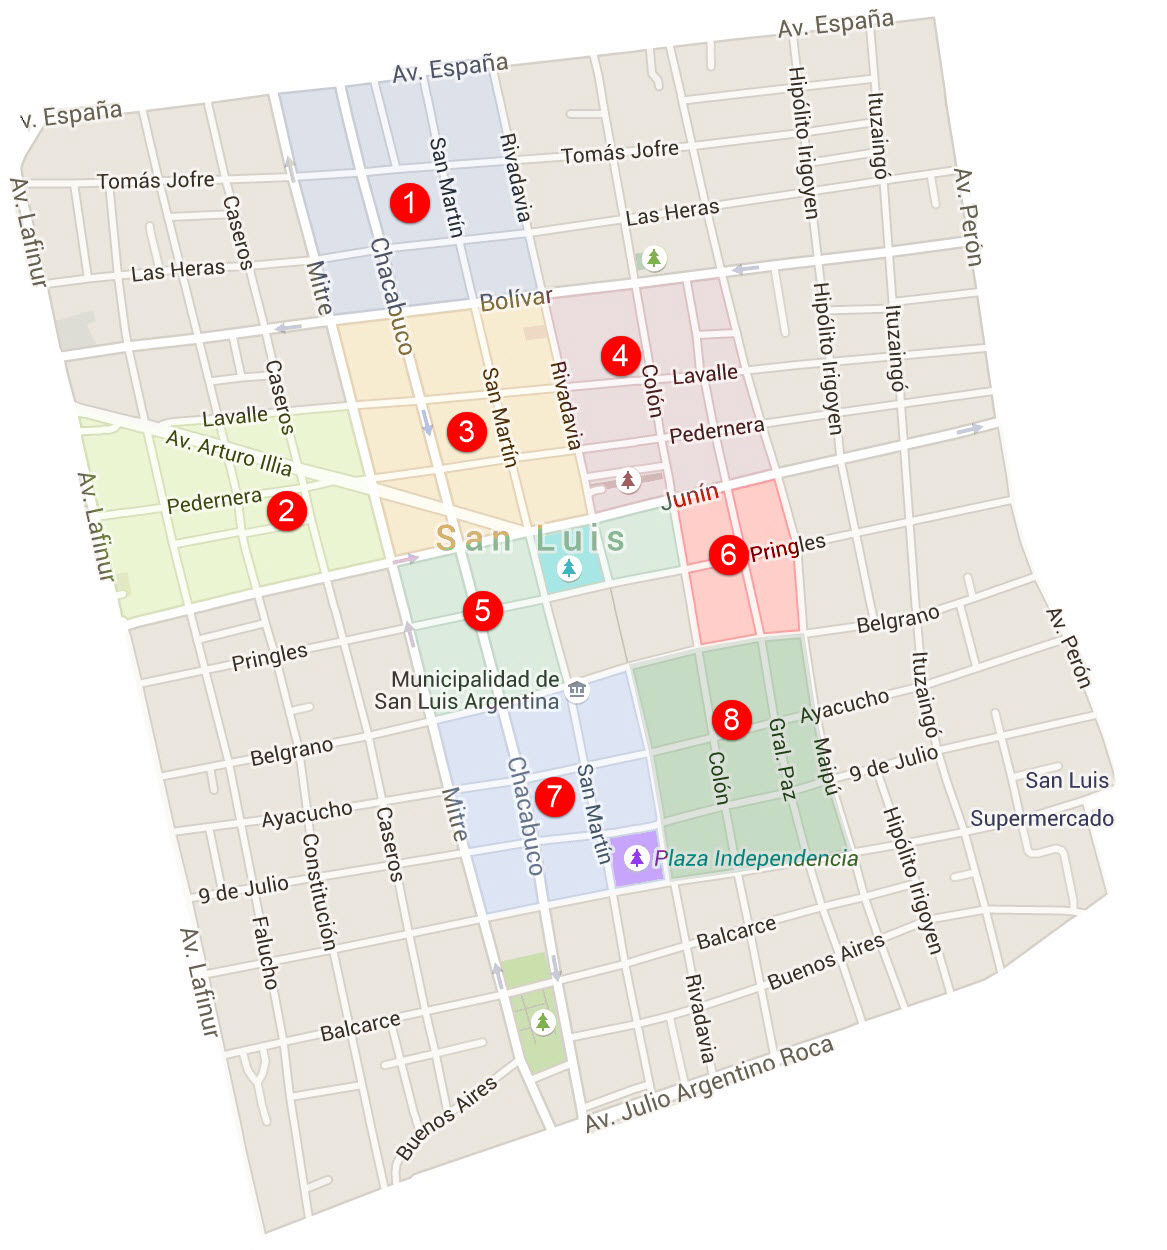 Av. España
Av. España
v. España
Hipólito Irigoyen
Ituzaingó
San Martín
Rivadavia
Tomás Jofre
Tomás Jofre
Av. Lafinur
Caseros
1
Las Heras
Av. Perón
Las Heras
Mitre
Chacabuco
Bolívar
Hipólito Irigoyen
Ituzaingó
4
Caseros
San Martín
Rivadavia
Colón
Lavalle
Lavalle
3
Pedernera
Av. Arturo Illia
Av. Lafinur
Pedernera
2
Junín
San Luis
6
Pringles
5
Belgrano
Av. Perón
Pringles
Municipalidad de
San Luis Argentina
Ituzaingó
Ayacucho
8
Belgrano
Colón
Gral. Paz
Maipú
9 de Julio
San Luis
Supermercado
Chacabuco
7
San Martín
Mitre
Ayacucho
Caseros
Hipólito Irigoyen
Constitución
Plaza Independencia
9 de Julio
Falucho
Av. Lafinur
Balcarce
Buenos Aires
Rivadavia
Balcarce
Buenos Aires
Av. Julio Argentino Roca